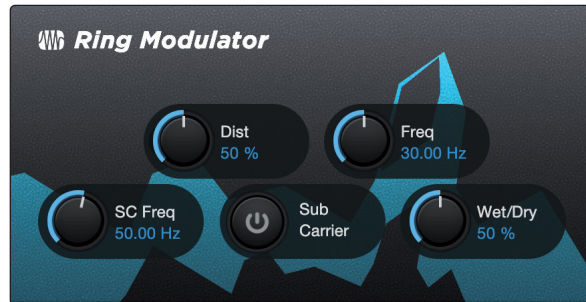 Ring Modulator
Dist
50 %
Freq
30.00 Hz
SC Freq
50.00 Hz
Sub
Carrier
Wet/Dry
50 %